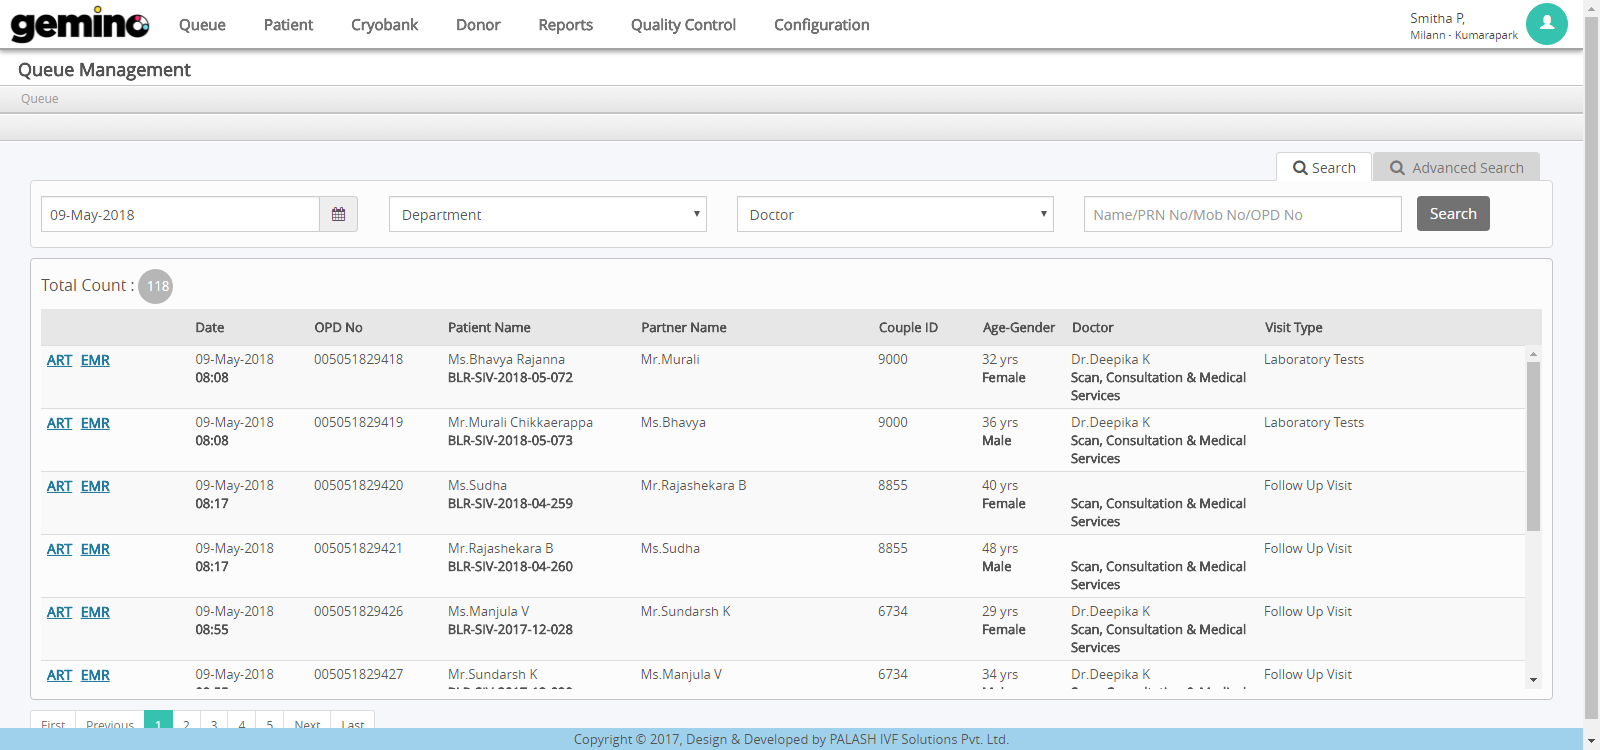 gemino Queue Patient Cryobank Donor Reports Quality Control Configuration
Smitha P,
Milann - Kumarapark
Queue Management
Queue
Search Advanced Search
09-May-2018 Department Doctor Name/PRN No/Mob No/OPD No Search
Total Count : 118
Date OPD No Patient Name Partner Name Couple ID Age-Gender Doctor Visit Type
ART EMR 09-May-2018 005051829418 Ms.Bhavya Rajanna Mr.Murali 9000 32 yrs Dr.Deepika K Laboratory Tests
08:08 BLR-SIV-2018-05-072 Female Scan, Consultation & Medical
Services
ART EMR 09-May-2018 005051829419 Mr.Murali Chikkaerappa Ms.Bhavya 9000 36 yrs Dr.Deepika K Laboratory Tests
08:08 BLR-SIV-2018-05-073 Male Scan, Consultation & Medical
Services
ART EMR 09-May-2018 005051829420 Ms.Sudha Mr.Rajashekara B 8855 40 yrs Follow Up Visit
08:17 BLR-SIV-2018-04-259 Female Scan, Consultation & Medical
Services
ART EMR 09-May-2018 005051829421 Mr.Rajashekara B Ms.Sudha 8855 48 yrs Follow Up Visit
08:17 BLR-SIV-2018-04-260 Male Scan, Consultation & Medical
Services
ART EMR 09-May-2018 005051829426 Ms.Manjula V Mr.Sundarsh K 6734 29 yrs Dr.Deepika K Follow Up Visit
08:55 BLR-SIV-2017-12-028 Female Scan, Consultation & Medical
Services
ART EMR 09-May-2018 005051829427 Mr.Sundarsh K Ms.Manjula V 6734 34 yrs Dr.Deepika K Follow Up Visit
First Previous 1 2 3 4 5 Next Last
Copyright © 2017, Design & Developed by PALASH IVF Solutions Pvt. Ltd.